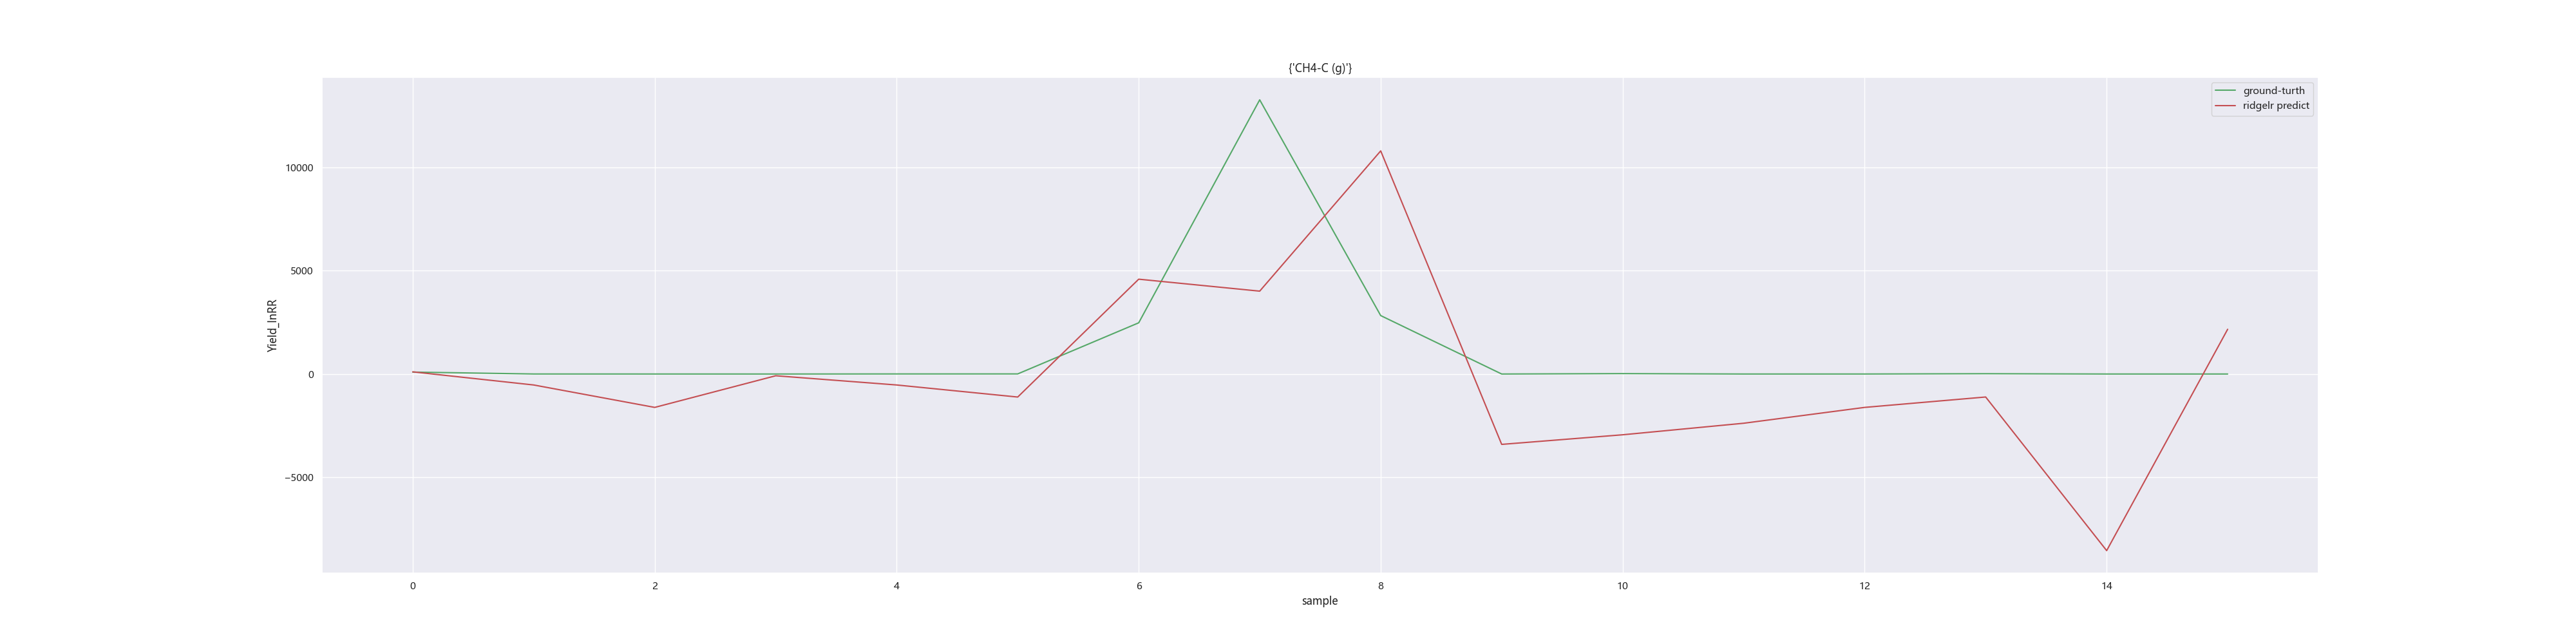 {'CH4-C (g)'}
ground-turth
ridgelr predict
Yield_lnRR
10000
5000
0
−5000
0 2 4 6 8 10 12 14
sample